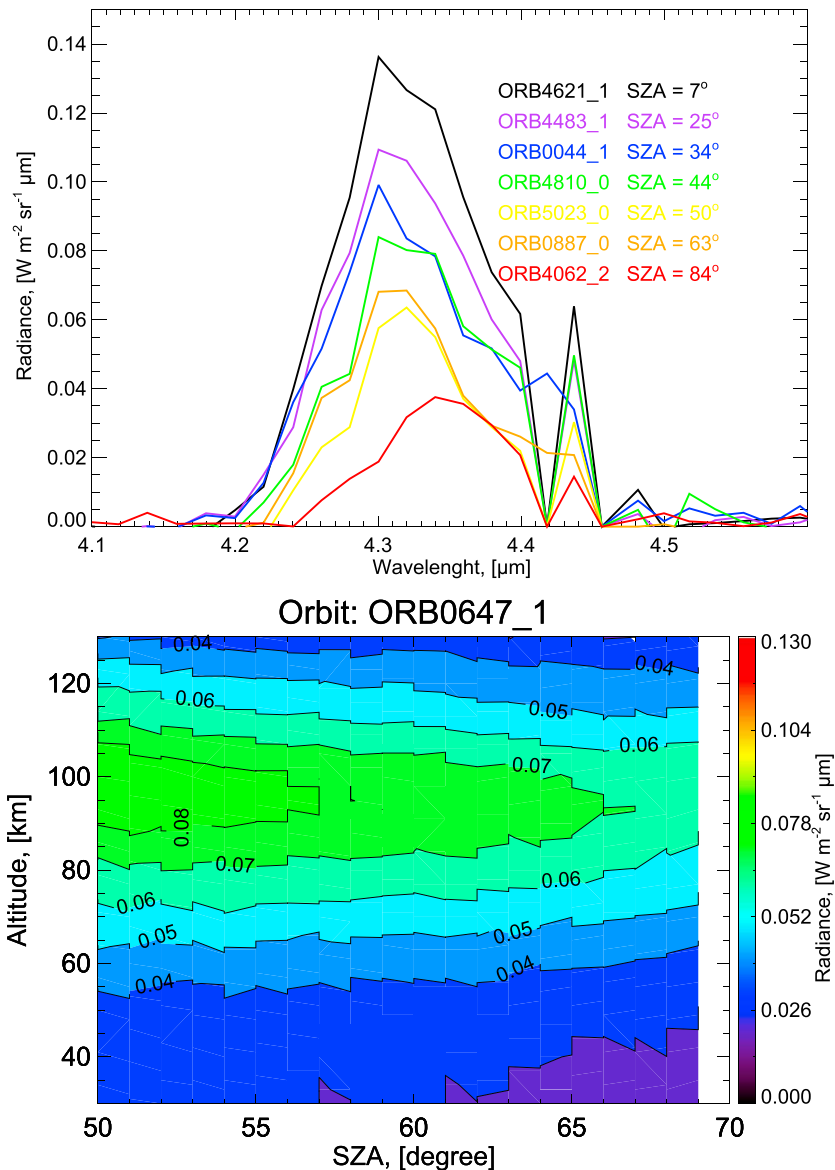 0.14
0.12
0.10
0.08
0.06
0.04
0.02
0.00
Radiance, [W m⁻² sr⁻¹ µm]
ORB4621_1 SZA = 7°
ORB4483_1 SZA = 25°
ORB0044_1 SZA = 34°
ORB4810_0 SZA = 44°
ORB5023_0 SZA = 50°
ORB0887_0 SZA = 63°
ORB4062_2 SZA = 84°
4.1 4.2 4.3 4.4 4.5
Wavelenght, [µm]
Orbit: ORB0647_1
120
100
80
60
40
Altitude, [km]
0.04
0.04
0.06
0.05
0.06
0.07
0.08
0.07
0.06
0.06
0.05
0.05
0.04
0.04
50 55 60 65 70
SZA, [degree]
0.130
0.104
0.078
0.052
0.026
0.000
Radiance, [W m⁻² sr⁻¹ µm]